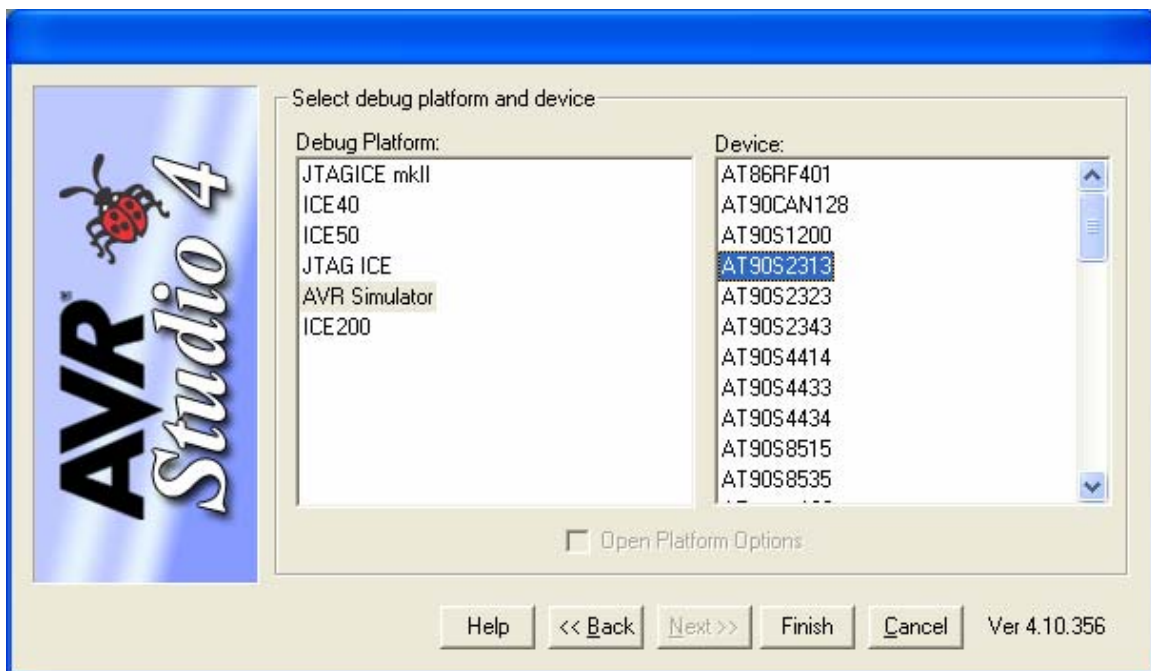 AVR®
Studio 4
Select debug platform and device
Debug Platform:
JTAGICE mkII
ICE40
ICE50
JTAG ICE
AVR Simulator
ICE200
Device:
AT86RF401
AT90CAN128
AT90S1200
AT90S2313
AT90S2323
AT90S2343
AT90S4414
AT90S4433
AT90S4434
AT90S8515
AT90S8535
Open Platform Options
Help
<< Back
Next >>
Finish
Cancel
Ver 4.10.356